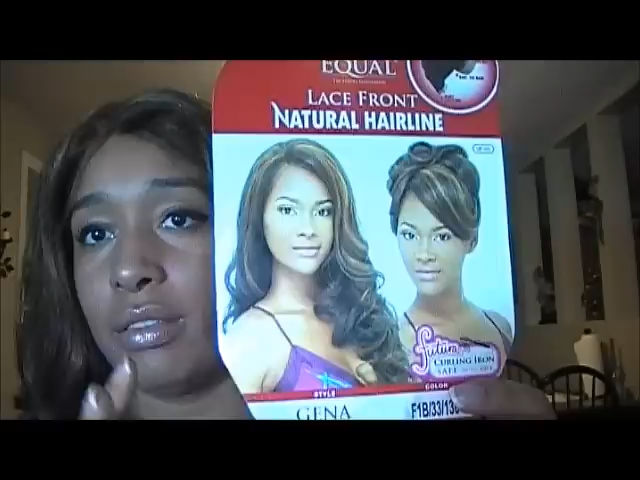 EQUAL
LACE FRONT
NATURAL HAIRLINE
futura
CURLING IRON
SAFE
STYLE
COLOR
GENA
F1B/33/130